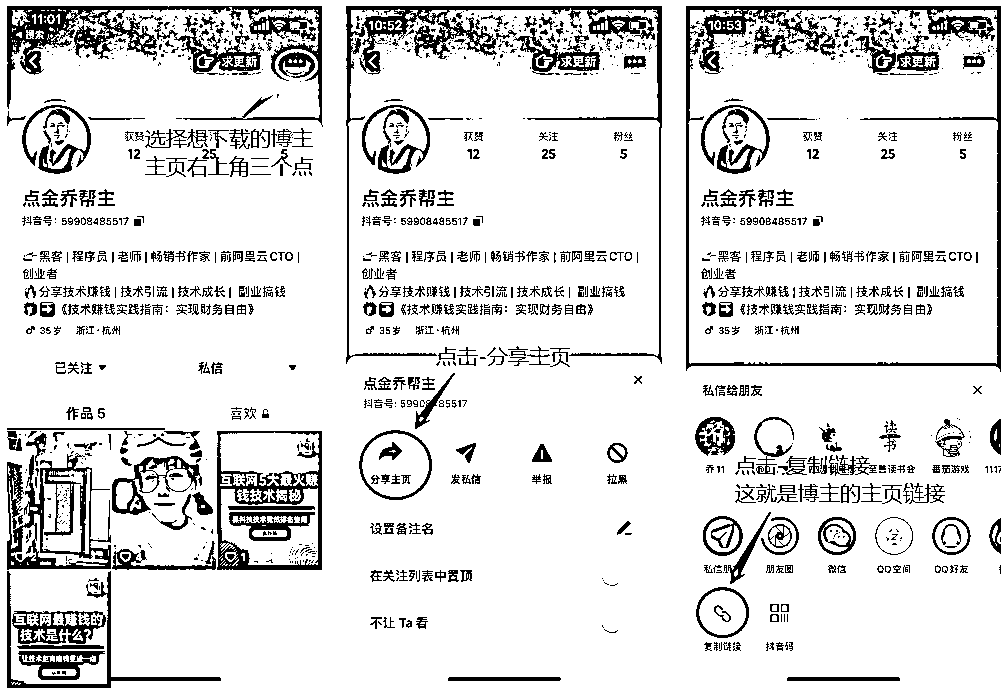 11:01
搜索
求更新
选择想下载的博主
主页右上角三个点
获赞
12
25
5
点金乔帮主
抖音号: 59908485517
黑客 | 程序员 | 老师 | 畅销书作家 | 前阿里云CTO |
创业者
分享技术赚钱 | 技术引流 | 技术成长 | 副业搞钱
《技术赚钱实践指南: 实现财务自由》
♂ 35岁 浙江·杭州
已关注
私信
作品 5
喜欢
互联网5大最火赚
钱技术揭秘
1
互联网最赚钱的
技术是什么?
10:52
求更新
获赞 关注 粉丝
12 25 5
点金乔帮主
抖音号: 59908485517
黑客 | 程序员 | 老师 | 畅销书作家 | 前阿里云CTO |
创业者
分享技术赚钱 | 技术引流 | 技术成长 | 副业搞钱
《技术赚钱实践指南: 实现财务自由》
♂ 35岁 浙江·杭州
点击-分享主页
点金乔帮主
抖音号: 59908485517
分享主页 发私信 举报 拉黑
设置备注名
在关注列表中置顶
不让 Ta 看
10:53
求更新
获赞 关注 粉丝
12 25 5
点金乔帮主
抖音号: 59908485517
黑客 | 程序员 | 老师 | 畅销书作家 | 前阿里云CTO |
创业者
分享技术赚钱 | 技术引流 | 技术成长 | 副业搞钱
《技术赚钱实践指南: 实现财务自由》
♂ 35岁 浙江·杭州
私信给朋友
读书
乔 11
读书会
番茄游戏
1117
点击-复制链接
这就是博主的主页链接
私信朋 朋友圈 微信 QQ空间 QQ好友
复制链接 抖音码